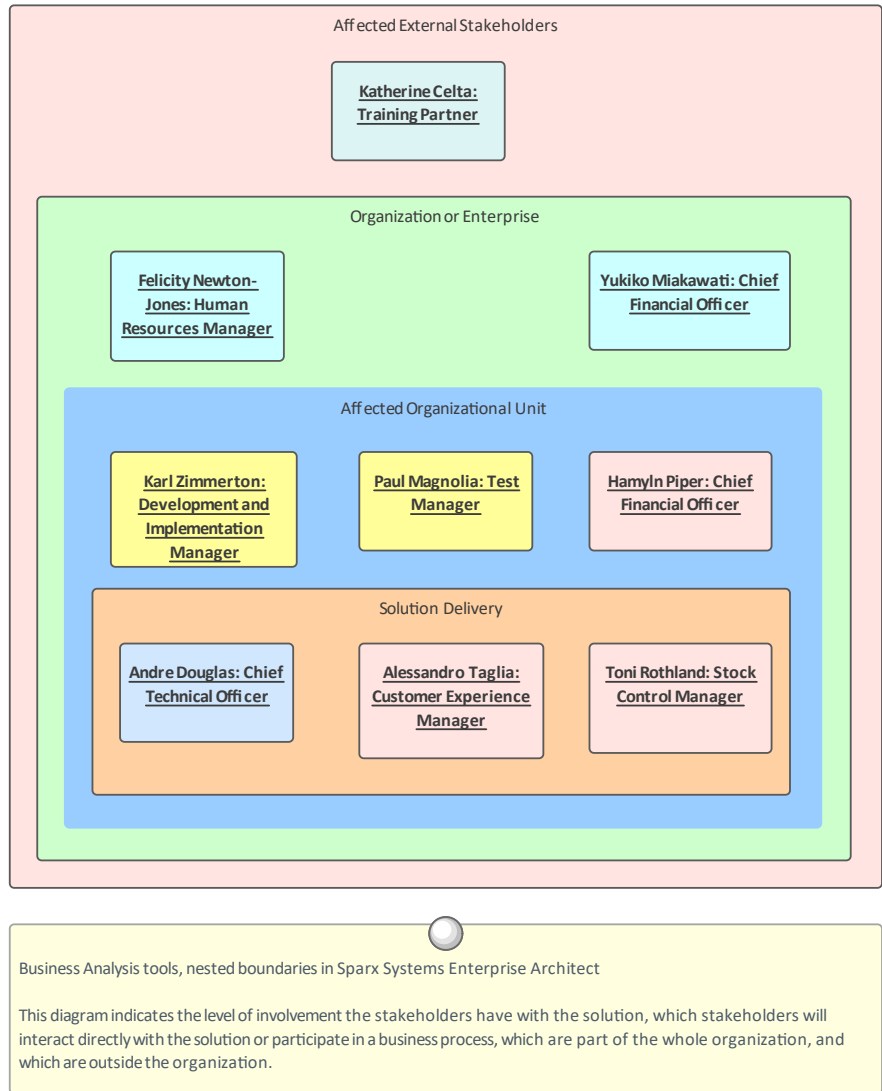 Affected External Stakeholders
Katherine Celta:
Training Partner
Organization or Enterprise
Felicity Newton-
Jones: Human
Resources Manager
Yukiko Miakawati: Chief
Financial Officer
Affected Organizational Unit
Karl Zimmerton:
Development and
Implementation
Manager
Paul Magnolia: Test
Manager
Hamyln Piper: Chief
Financial Officer
Solution Delivery
Andre Douglas: Chief
Technical Officer
Alessandro Taglia:
Customer Experience
Manager
Toni Rothland: Stock
Control Manager
Business Analysis tools, nested boundaries in Sparx Systems Enterprise Architect
This diagram indicates the level of involvement the stakeholders have with the solution, which stakeholders will
interact directly with the solution or participate in a business process, which are part of the whole organization, and
which are outside the organization.